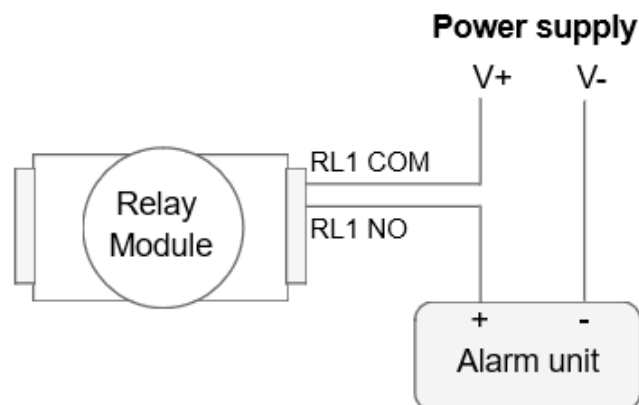 Power supply
V+ V-
RL1 COM
Relay
Module
RL1 NO
+ -
Alarm unit